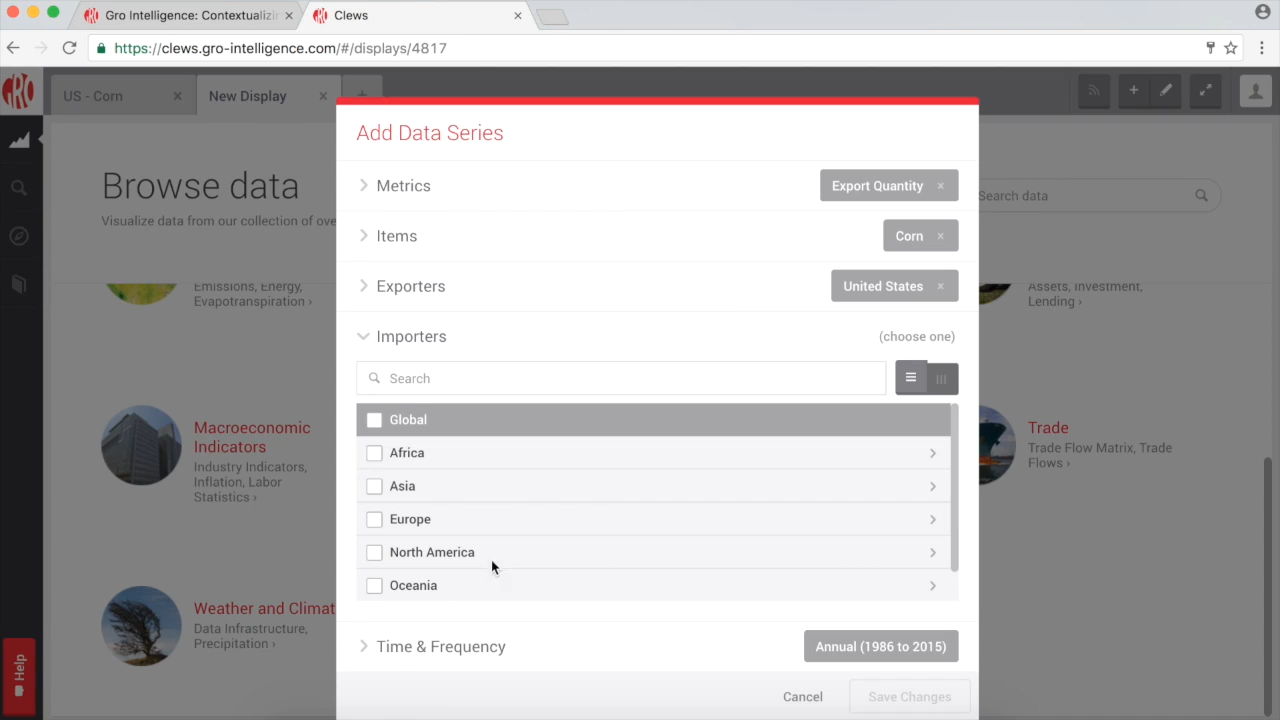 Gro Intelligence: Contextualizi
Clews
https://clews.gro-intelligence.com/#/displays/4817
GRO
US - Corn
New Display
Browse data
Visualize data from our collection of ove
Search data
Emissions, Energy,
Evapotranspiration ›
Assets, Investment,
Lending ›
Macroeconomic
Indicators
Industry Indicators,
Inflation, Labor
Statistics ›
Trade
Trade Flow Matrix, Trade
Flows ›
Weather and Climat
Data Infrastructure,
Precipitation ›
Help
Add Data Series
Metrics
Export Quantity ×
Items
Corn ×
Exporters
United States ×
Importers
(choose one)
Search
Global
Africa
Asia
Europe
North America
Oceania
Time & Frequency
Annual (1986 to 2015)
Cancel
Save Changes